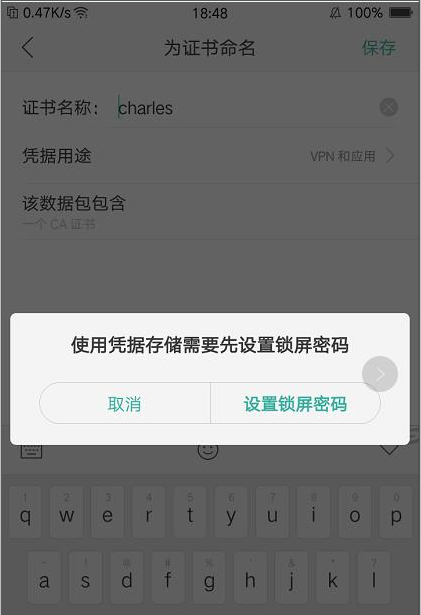 0.47K/s 18:48 100%
为证书命名 保存
证书名称： charles
凭据用途 VPN 和应用
该数据包包含
一个 CA 证书
使用凭据存储需要先设置锁屏密码
取消 设置锁屏密码
1 2 3 4 5 6 7 8 9 0
q w e r t y u i o p
~ ! @ # % ' & * ?
a s d f g h j k l